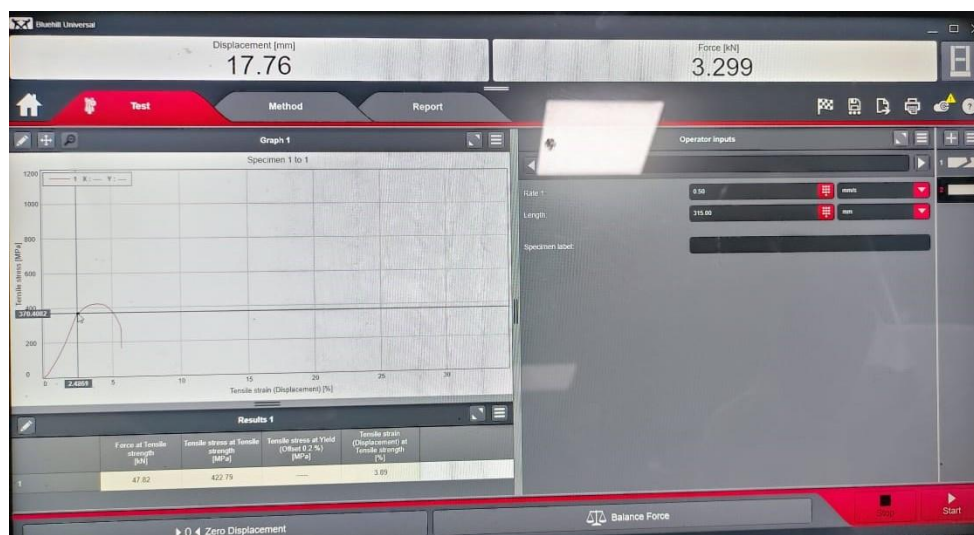 Bluehill Universal
Displacement [mm]
17.76
Force [kN]
3.299
Test
Method
Report
Graph 1
Specimen 1 to 1
1200
1000
800
600
400
200
0
Tensile stress [MPa]
370.4082
0
2.4869
5
10
15
20
25
30
Tensile strain (Displacement) [%]
Results 1
Force at Tensile strength [kN]
Tensile stress at Tensile strength [MPa]
Tensile stress at Yield (Offset 0.2 %) [MPa]
Tensile strain (Displacement) at Tensile strength [%]
1
47.82
422.79
-----
3.89
Operator inputs
Rate 1:
0.50
mm/s
Length:
315.00
mm
Specimen label:
1
2
Zero Displacement
Balance Force
Stop
Start